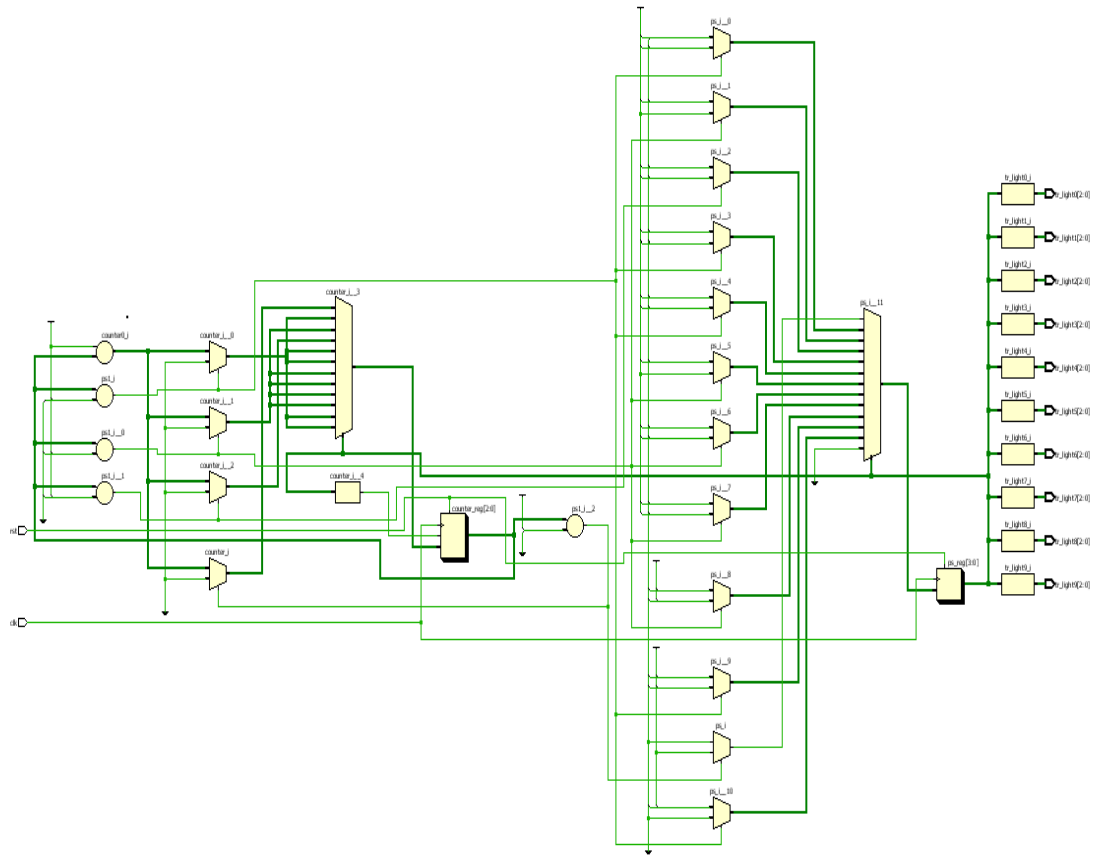 ps_i__0
ps_i__1
ps_i__2
ps_i__3
ps_i__4
ps_i__5
ps_i__6
ps_i__7
ps_i__8
ps_i__9
ps_i
ps_i__10
ps_i__11
counter_i__3
counter0_i
counter_i__0
ps1_i
counter_i__1
ps1_i__0
counter_i__2
ps1_i__1
counter_i__4
counter_reg[2:0]
ps1_i__2
rst
counter_i
clk
ps_reg[3:0]
tr_light0_i
tr_light0[2:0]
tr_light1_i
tr_light1[2:0]
tr_light2_i
tr_light2[2:0]
tr_light3_i
tr_light3[2:0]
tr_light4_i
tr_light4[2:0]
tr_light5_i
tr_light5[2:0]
tr_light6_i
tr_light6[2:0]
tr_light7_i
tr_light7[2:0]
tr_light8_i
tr_light8[2:0]
tr_light9_i
tr_light9[2:0]